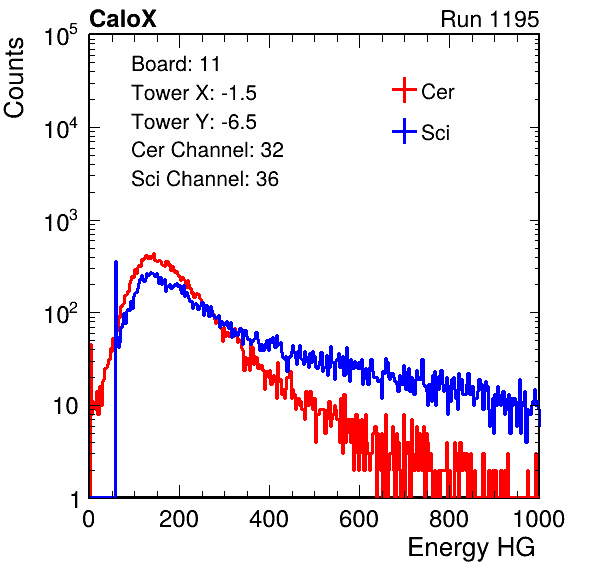 CaloX Run 1195
Counts
Board: 11
Tower X: -1.5
Tower Y: -6.5
Cer Channel: 32
Sci Channel: 36
Cer
Sci
10^5
10^4
10^3
10^2
10
1
0 200 400 600 800 1000
Energy HG